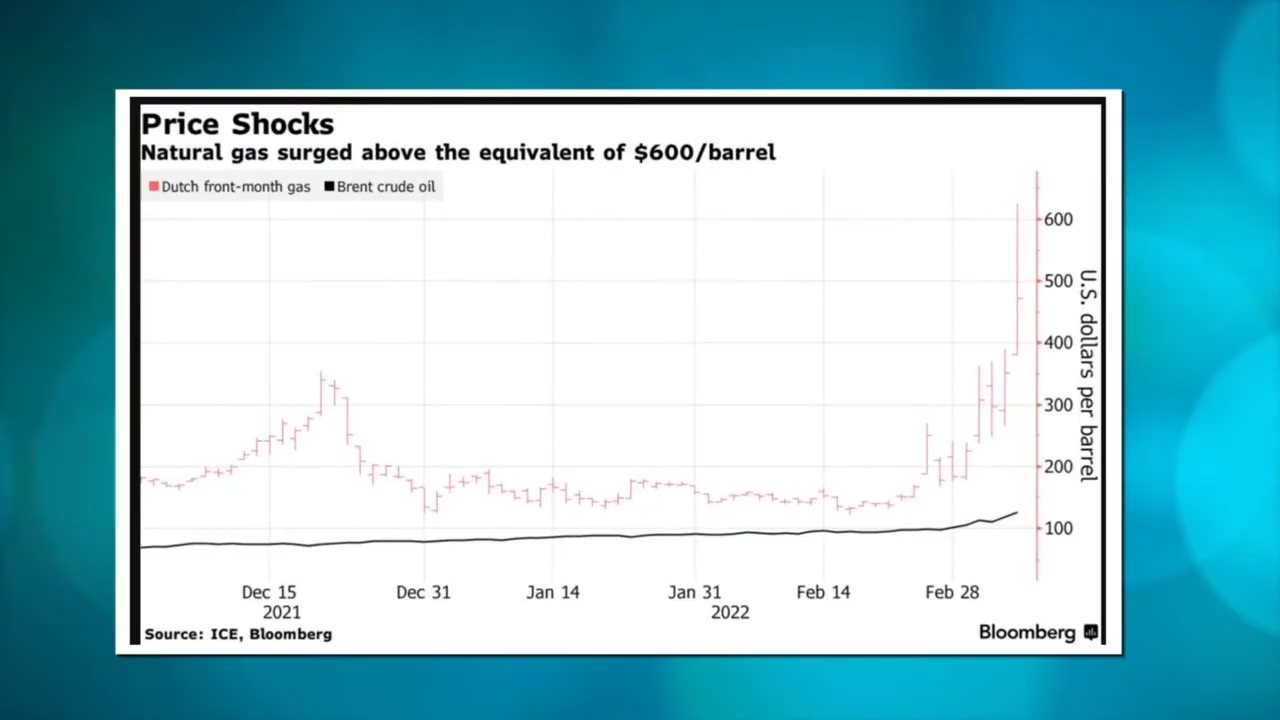 Price Shocks
Natural gas surged above the equivalent of $600/barrel
Dutch front-month gas Brent crude oil
600
500
400
300
200
100
U.S. dollars per barrel
Dec 15 Dec 31 Jan 14 Jan 31 Feb 14 Feb 28
2021 2022
Source: ICE, Bloomberg
Bloomberg